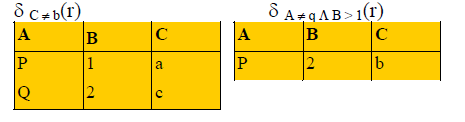 δ C ≠ b(r)
A B C
P 1 a
Q 2 c
δ A ≠ q Λ B > 1(r)
A B C
P 2 b